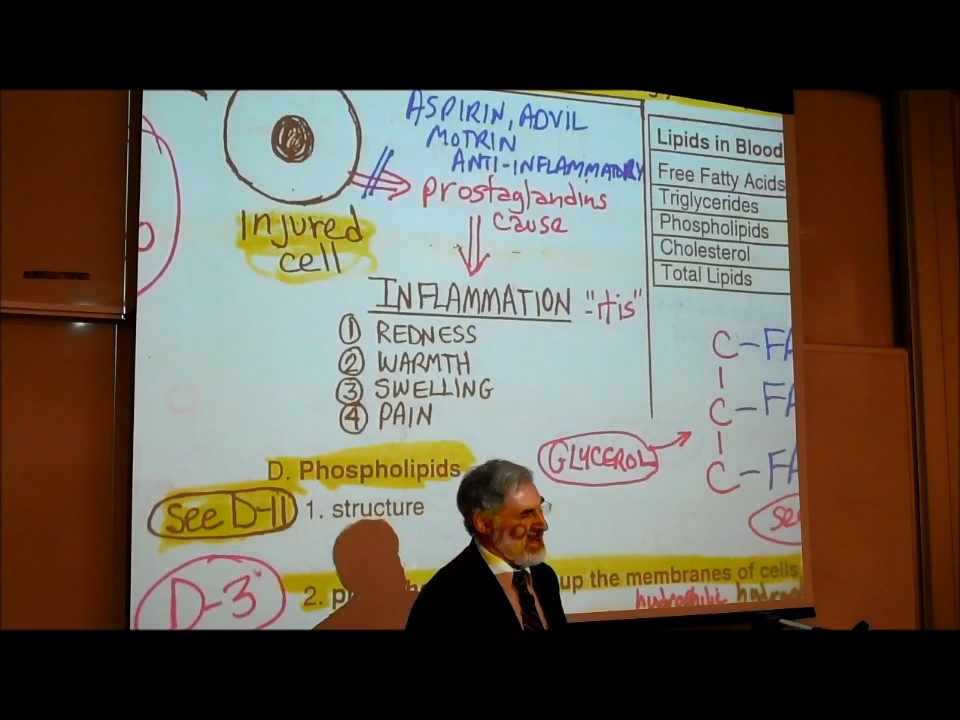 ASPIRIN, ADVIL
MOTRIN
ANTI-INFLAMMATORY
prostaglandins
cause
Injured
cell
INFLAMMATION "-itis"
1 REDNESS
2 WARMTH
3 SWELLING
4 PAIN
Lipids in Blood
Free Fatty Acids
Triglycerides
Phospholipids
Cholesterol
Total Lipids
C-FA
C-FA
C-FA
GLYCEROL
D. Phospholipids
See D-11 1. structure
D-3
2. up the membranes of cells
hydrophilic